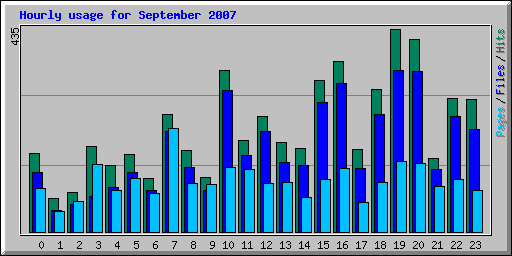 Hourly usage for September 2007
435
Pages/Files/Hits
0 1 2 3 4 5 6 7 8 9 10 11 12 13 14 15 16 17 18 19 20 21 22 23